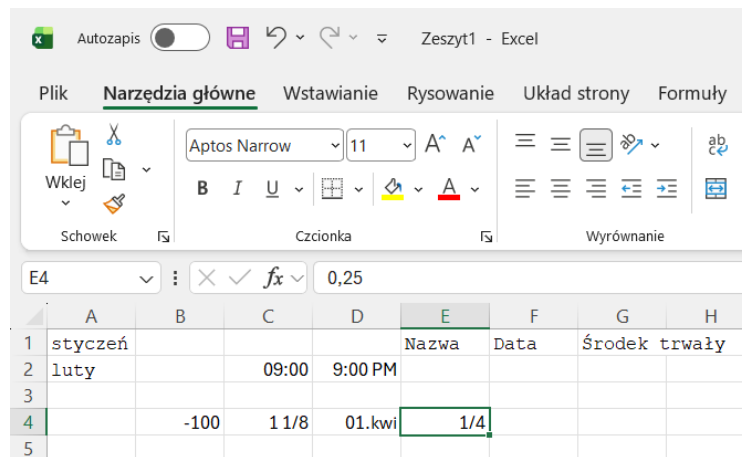 Autozapis Zeszyt1 - Excel
Plik Narzędzia główne Wstawianie Rysowanie Układ strony Formuły
Wklej Aptos Narrow 11 A^ A˅ ab
B I U A c
Schowek Czcionka Wyrównanie
E4 fx 0,25
A B C D E F G H
1 styczeń Nazwa Data Środek trwały
2 luty 09:00 9:00 PM
3
4 -100 1 1/8 01.kwi 1/4
5